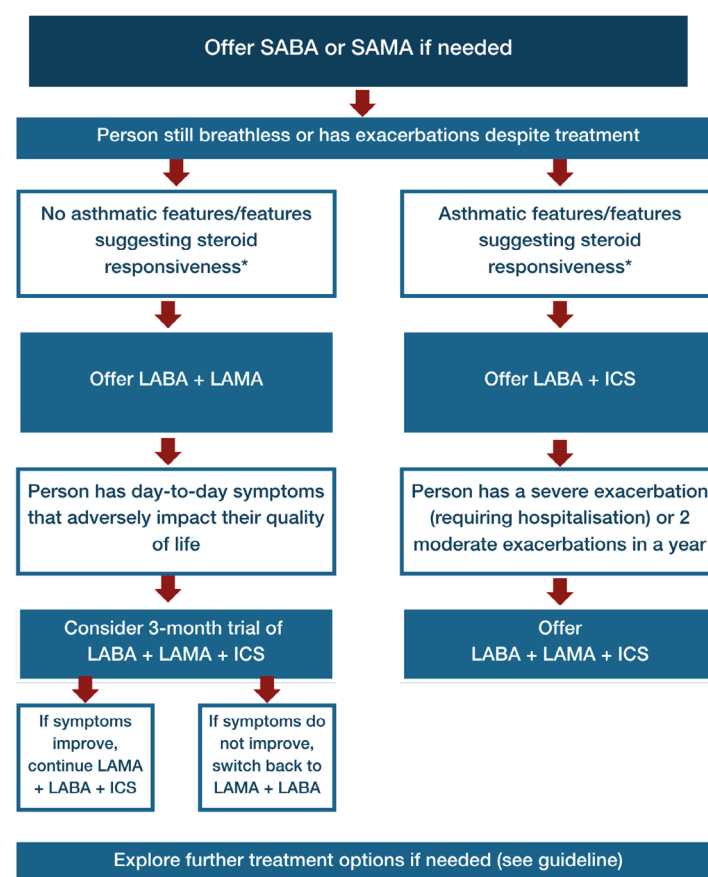 Offer SABA or SAMA if needed
Person still breathless or has exacerbations despite treatment
No asthmatic features/features
suggesting steroid
responsiveness*
Asthmatic features/features
suggesting steroid
responsiveness*
Offer LABA + LAMA
Offer LABA + ICS
Person has day-to-day symptoms
that adversely impact their quality
of life
Person has a severe exacerbation
(requiring hospitalisation) or 2
moderate exacerbations in a year
Consider 3-month trial of
LABA + LAMA + ICS
Offer
LABA + LAMA + ICS
If symptoms
improve,
continue LAMA
+ LABA + ICS
If symptoms do
not improve,
switch back to
LAMA + LABA
Explore further treatment options if needed (see guideline)